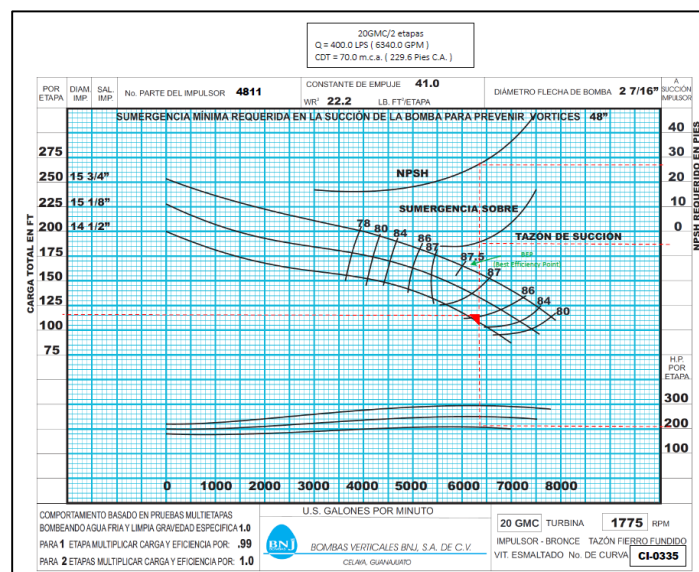 20GMC/2 etapas
Q = 400.0 LPS ( 6340.0 GPM )
CDT = 70.0 m.c.a. ( 229.6 Pies C.A. )
POR ETAPA
DIAM. IMP.
SAL. IMP.
No. PARTE DEL IMPULSOR 4811
CONSTANTE DE EMPUJE 41.0
WR² 22.2 LB. FT²/ETAPA
DIÁMETRO FLECHA DE BOMBA 2 7/16"
A SUCCIÓN IMPULSOR
SUMERGENCIA MÍNIMA REQUERIDA EN LA SUCCIÓN DE LA BOMBA PARA PREVENIR VORTICES 48"
CARGA TOTAL EN FT
275
250
225
200
175
150
125
100
75
15 3/4"
15 1/8"
14 1/2"
NPSH
SUMERGENCIA SOBRE
TAZÓN DE SUCCIÓN
78
80
84
86
87
87.5
BEP
(Best Efficiency Point)
87
86
84
80
40
30
20
10
0
NPSH REQUERIDO EN PIES
H.P. POR ETAPA
300
200
100
0 1000 2000 3000 4000 5000 6000 7000 8000
U.S. GALONES POR MINUTO
COMPORTAMIENTO BASADO EN PRUEBAS MULTIETAPAS
BOMBEANDO AGUA FRIA Y LIMPIA GRAVEDAD ESPECIFICA 1.0
PARA 1 ETAPA MULTIPLICAR CARGA Y EFICIENCIA POR: .99
PARA 2 ETAPAS MULTIPLICAR CARGA Y EFICIENCIA POR: 1.0
BNJ
BOMBAS VERTICALES BNJ, S.A. DE C.V.
CELAYA, GUANAJUATO
20 GMC TURBINA 1775 RPM
IMPULSOR - BRONCE TAZÓN FIERRO FUNDIDO
VIT. ESMALTADO No. DE CURVA CI-0335